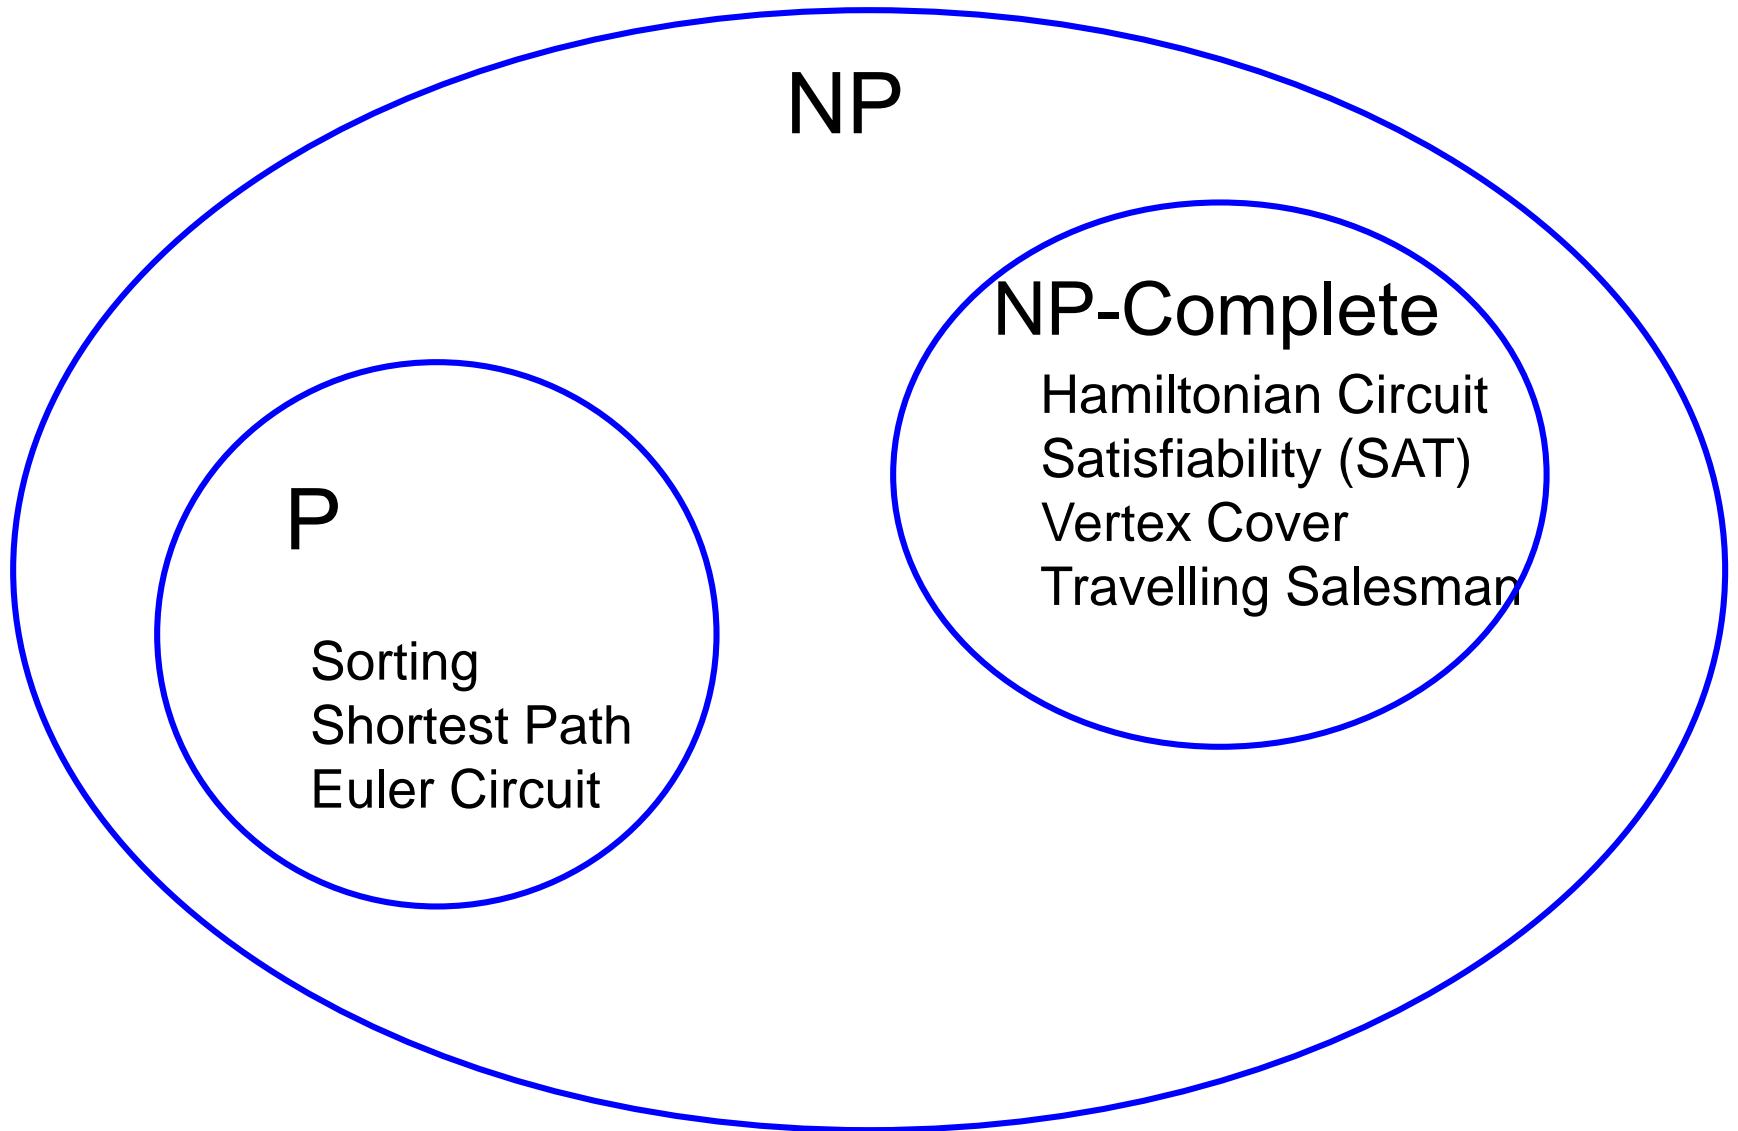 NP
NP-Complete
Hamiltonian Circuit
Satisfiability (SAT)
Vertex Cover
Travelling Salesman
P
Sorting
Shortest Path
Euler Circuit